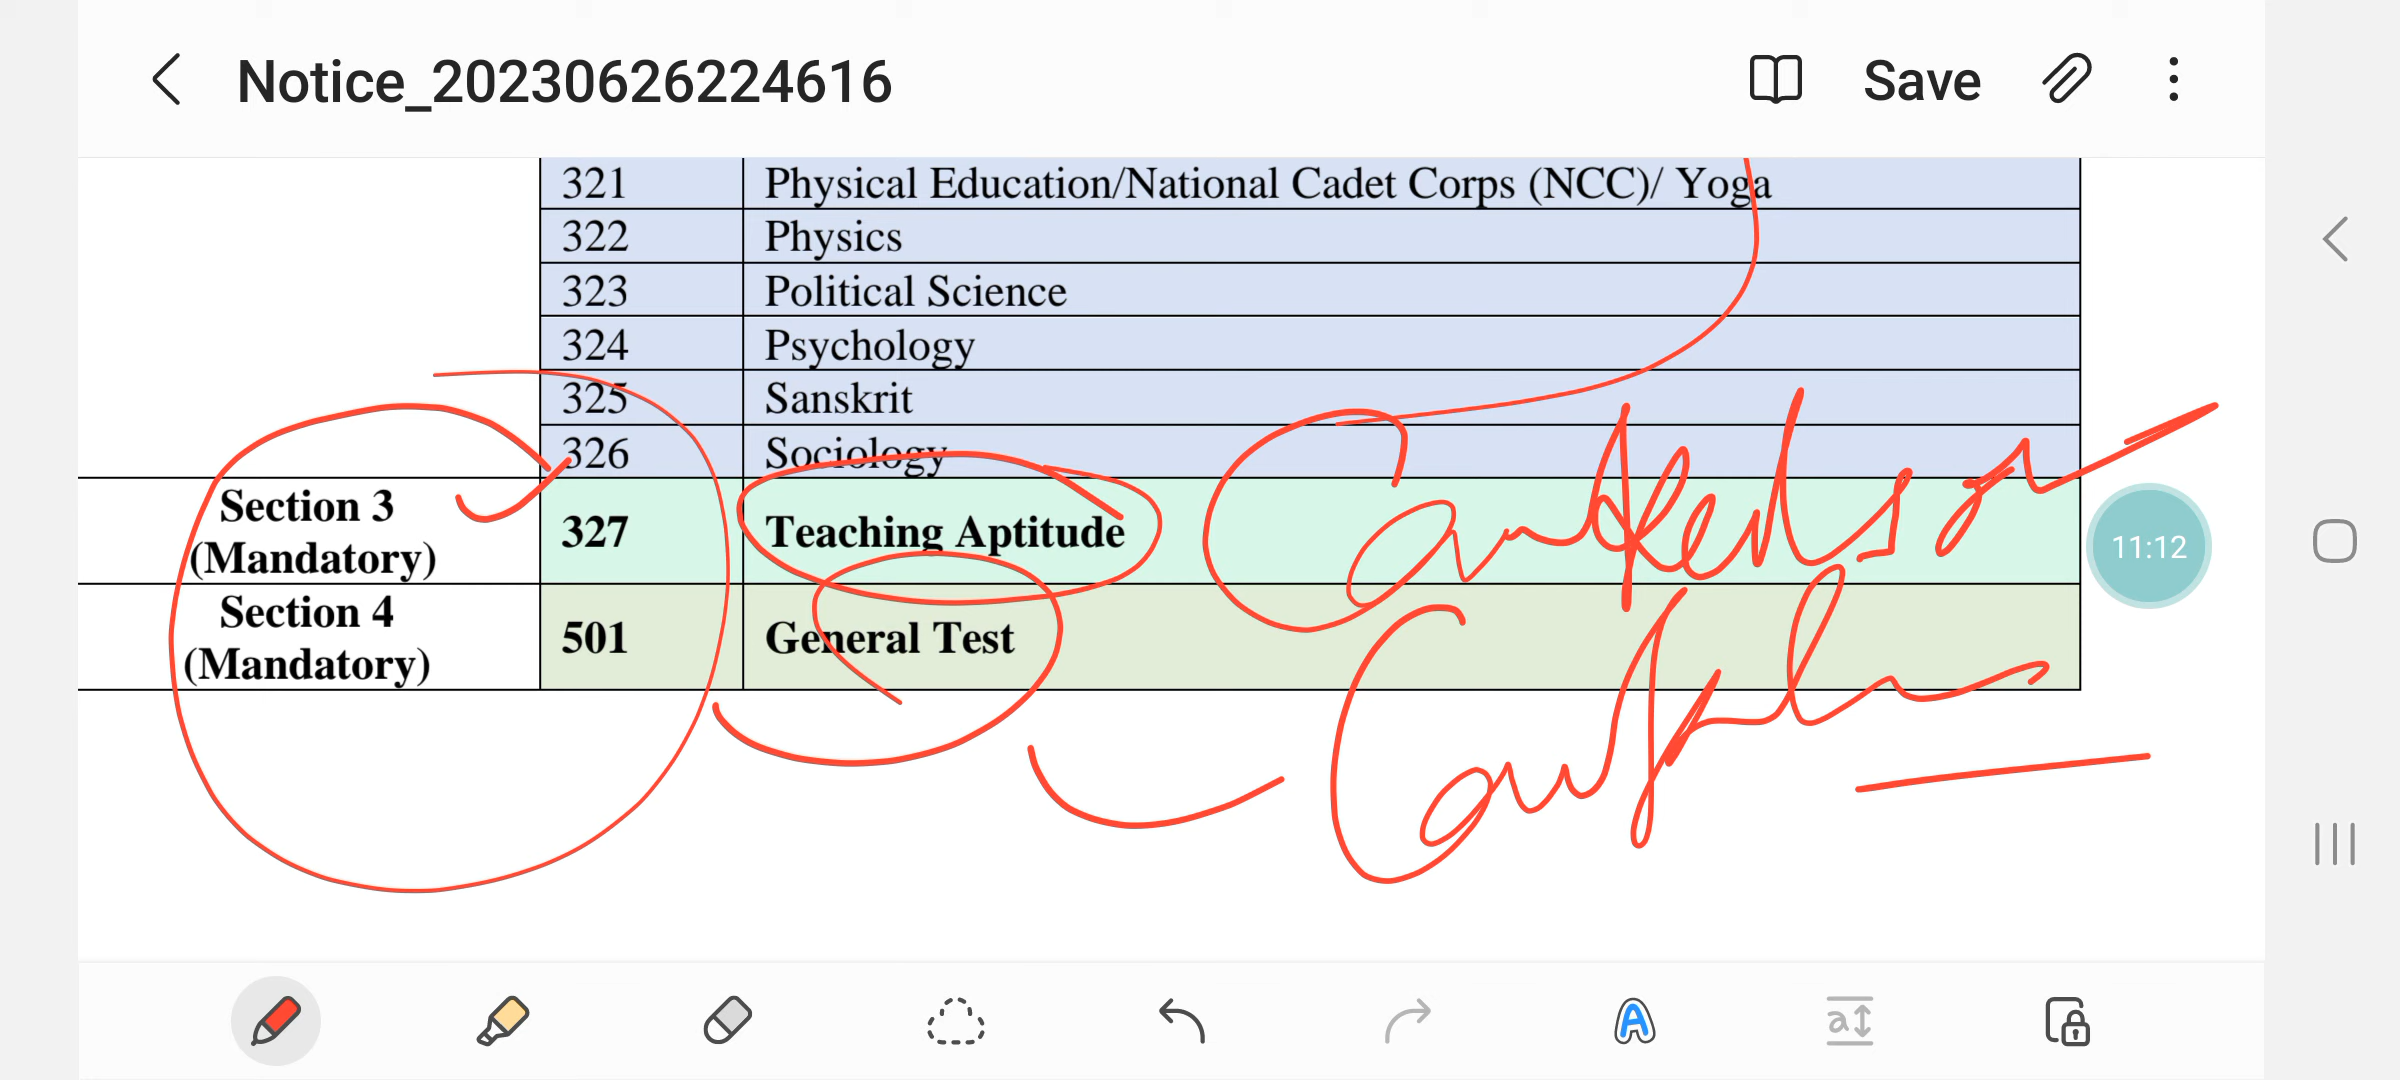 Notice_20230626224616 Save
321 Physical Education/National Cadet Corps (NCC)/ Yoga
322 Physics
323 Political Science
324 Psychology
325 Sanskrit
326 Sociology
Section 3
(Mandatory)
327 Teaching Aptitude
11:12
Section 4
(Mandatory)
501 General Test